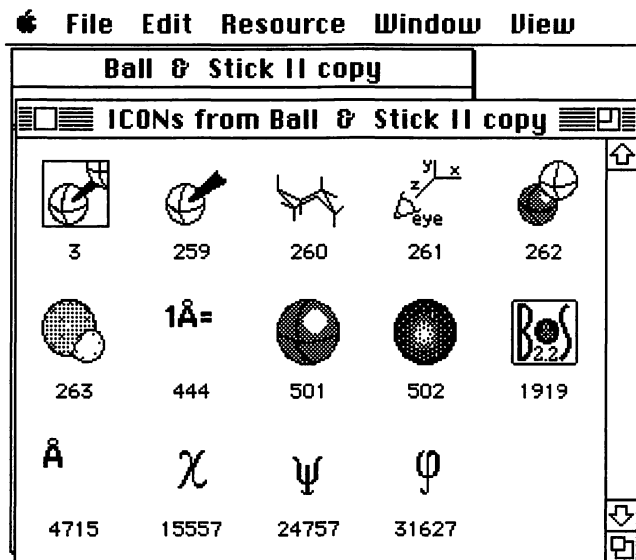 File Edit Resource Window View
Ball & Stick II copy
ICONs from Ball & Stick II copy
y x
z
eye
3 259 260 261 262
1Å=
BOS
2.2
263 444 501 502 1919
Å χ ψ φ
4715 15557 24757 31627